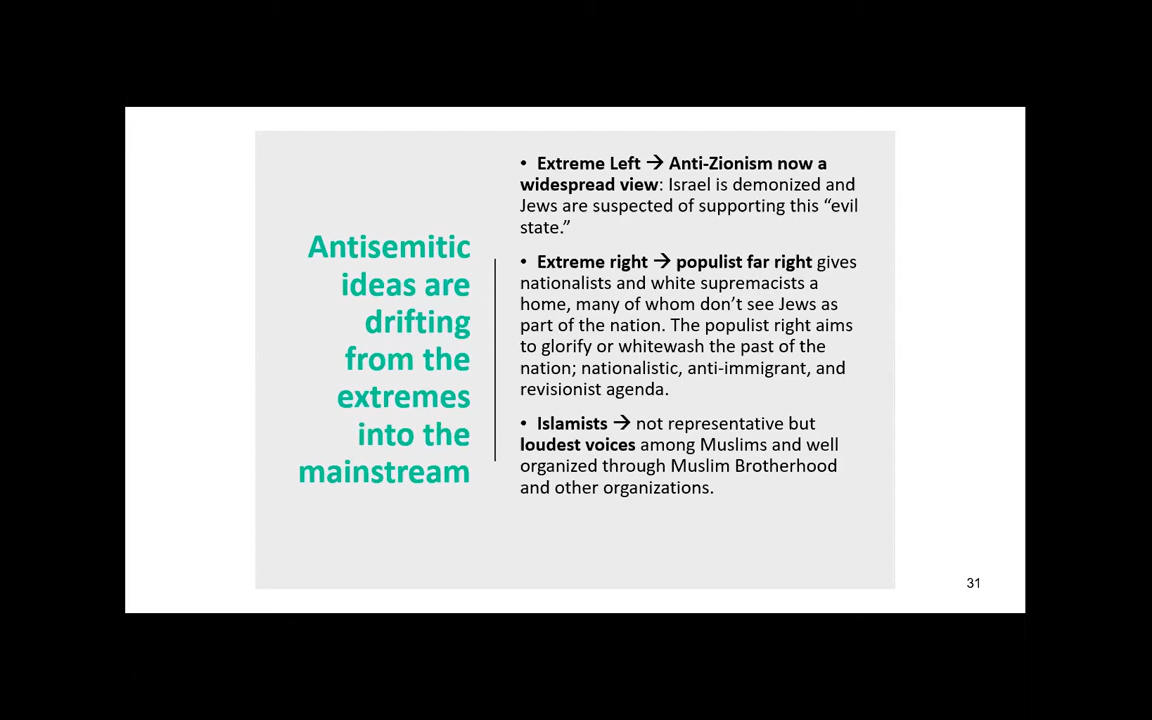 Antisemitic
ideas are
drifting
from the
extremes
into the
mainstream
• Extreme Left → Anti-Zionism now a
widespread view: Israel is demonized and
Jews are suspected of supporting this “evil
state.”
• Extreme right → populist far right gives
nationalists and white supremacists a
home, many of whom don’t see Jews as
part of the nation. The populist right aims
to glorify or whitewash the past of the
nation; nationalistic, anti-immigrant, and
revisionist agenda.
• Islamists → not representative but
loudest voices among Muslims and well
organized through Muslim Brotherhood
and other organizations.
31